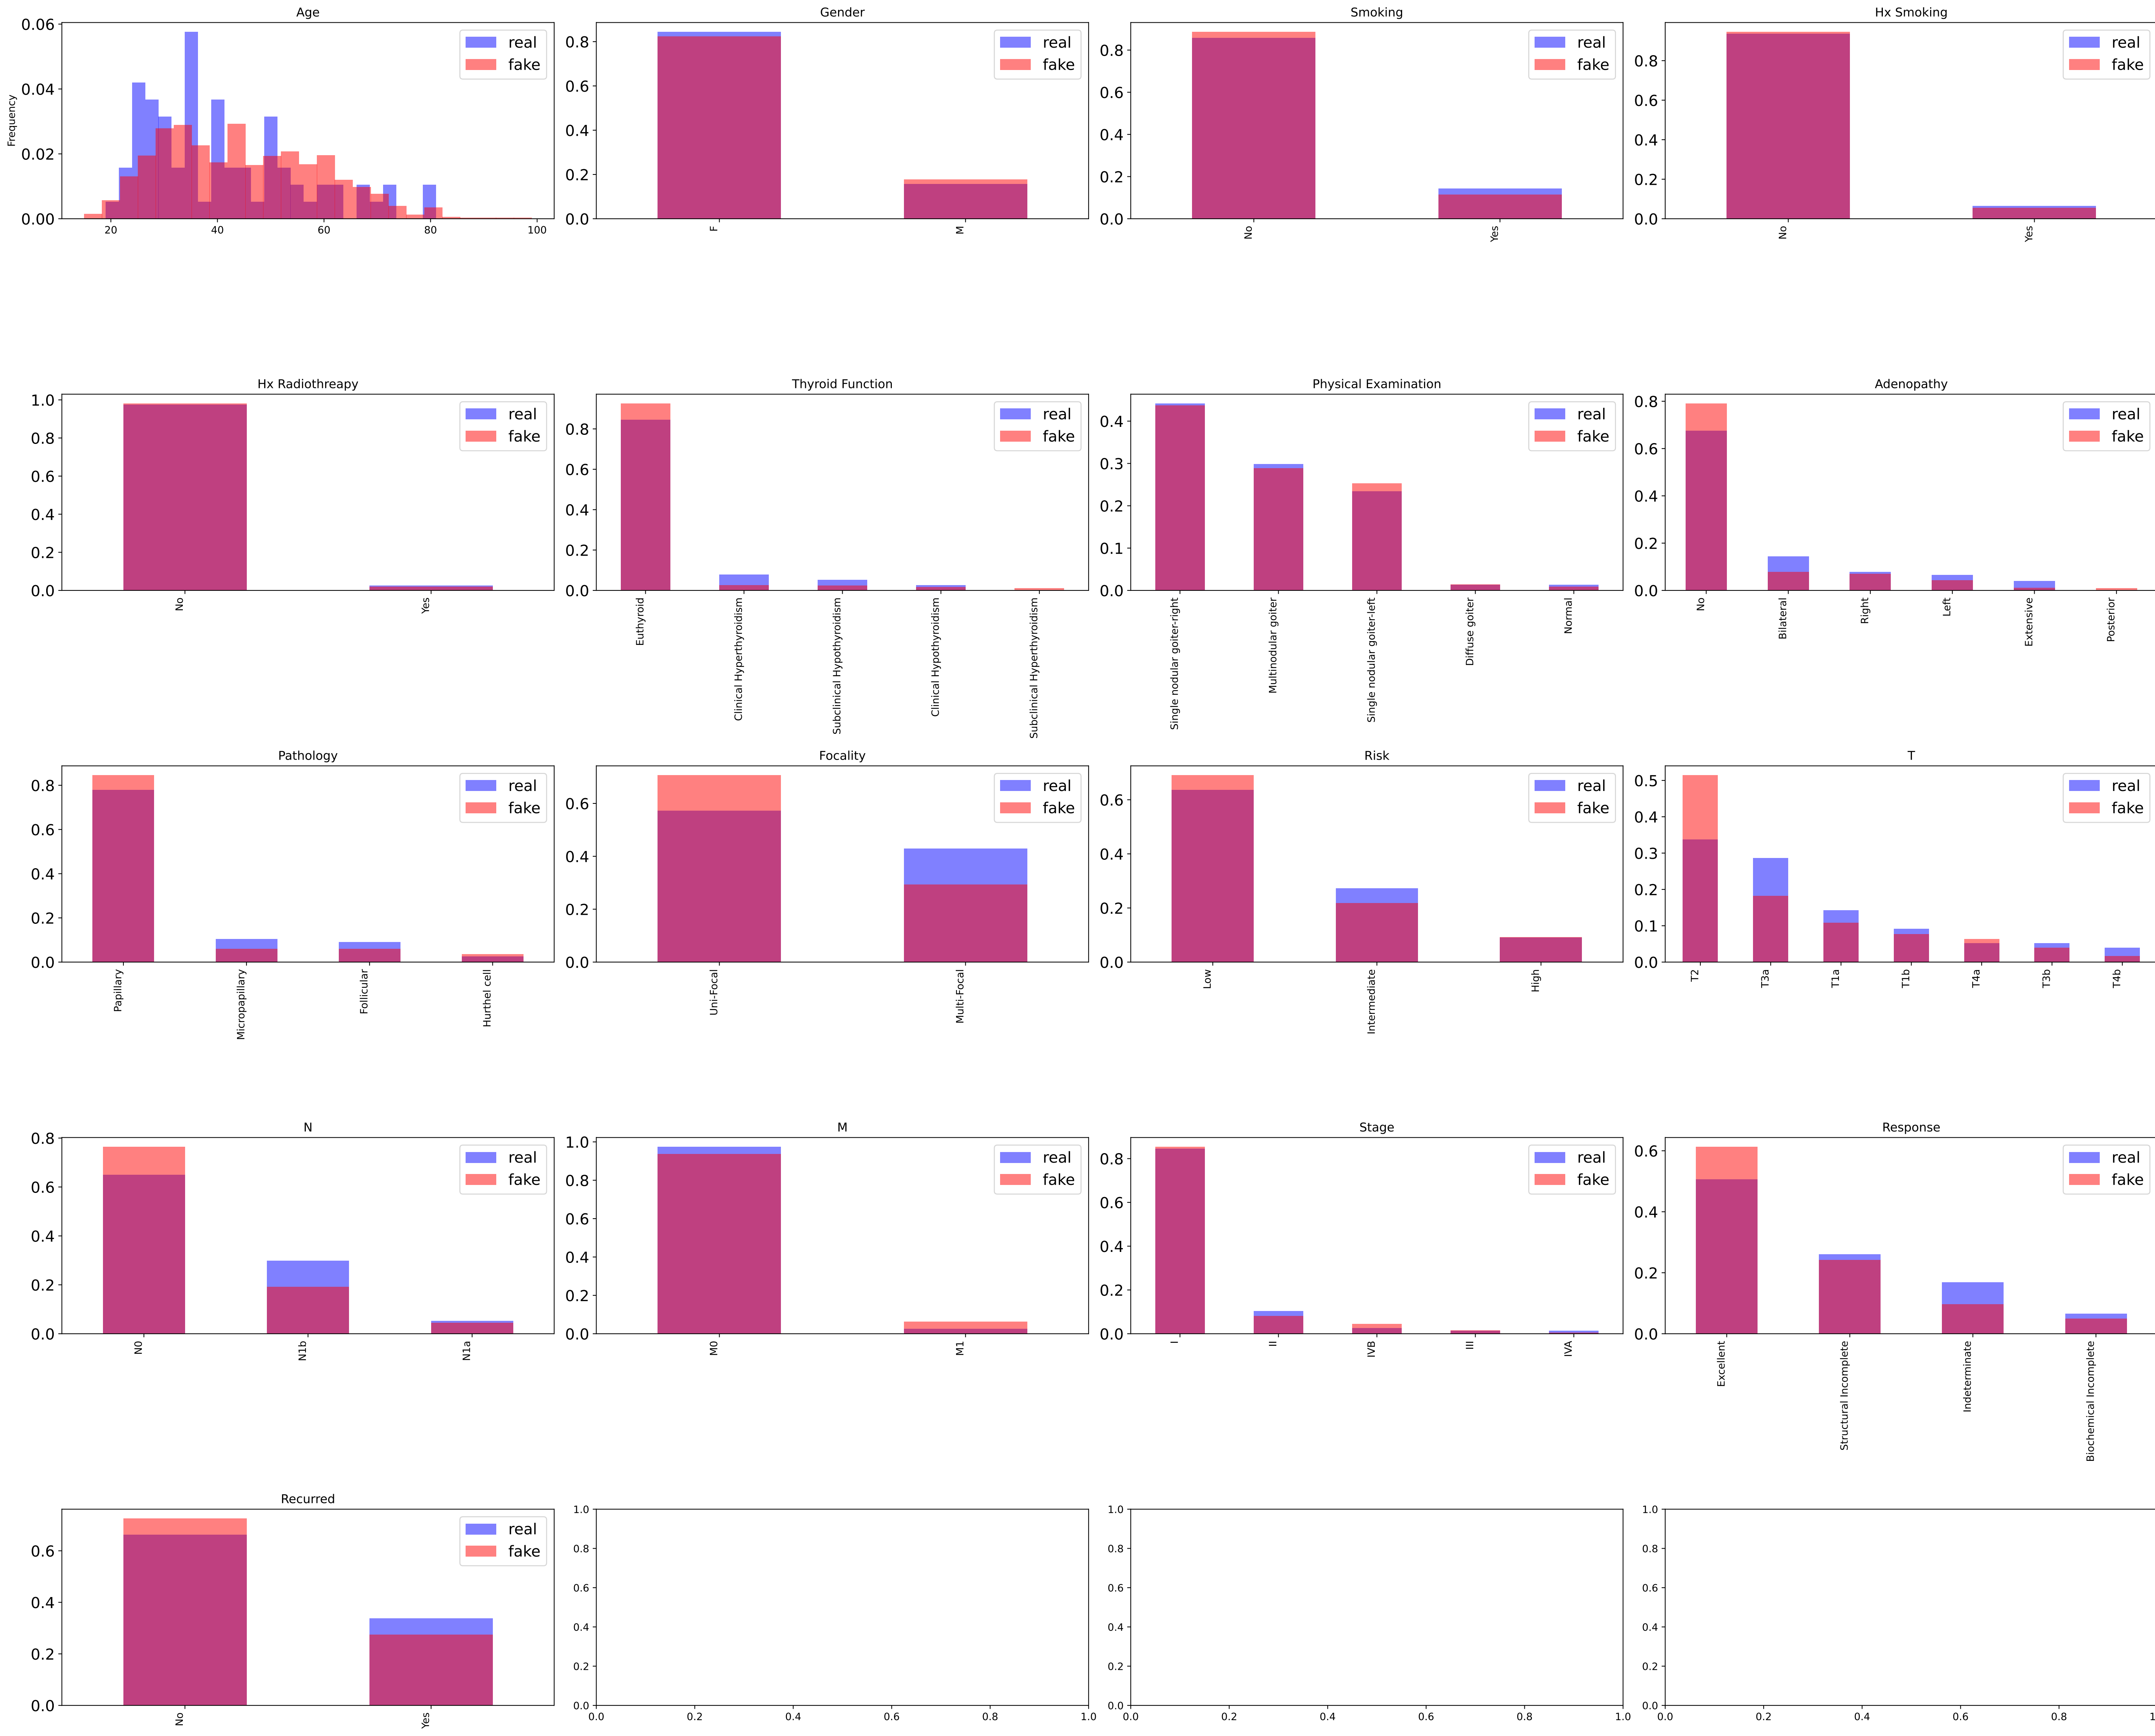 Age
Frequency
0.06
0.04
0.02
0.00
20 40 60 80 100
real
fake
Gender
0.8
0.6
0.4
0.2
0.0
F M
real
fake
Smoking
0.8
0.6
0.4
0.2
0.0
No Yes
real
fake
Hx Smoking
0.8
0.6
0.4
0.2
0.0
No Yes
real
fake
Hx Radiothreapy
1.0
0.8
0.6
0.4
0.2
0.0
No Yes
real
fake
Thyroid Function
0.8
0.6
0.4
0.2
0.0
Euthyroid
Clinical Hyperthyroidism
Subclinical Hypothyroidism
Clinical Hypothyroidism
Subclinical Hyperthyroidism
real
fake
Physical Examination
0.4
0.3
0.2
0.1
0.0
Single nodular goiter-right
Multinodular goiter
Single nodular goiter-left
Diffuse goiter
Normal
real
fake
Adenopathy
0.8
0.6
0.4
0.2
0.0
No
Bilateral
Right
Left
Extensive
Posterior
real
fake
Pathology
0.8
0.6
0.4
0.2
0.0
Papillary
Micropapillary
Follicular
Hurthel cell
real
fake
Focality
0.6
0.4
0.2
0.0
Uni-Focal
Multi-Focal
real
fake
Risk
0.6
0.4
0.2
0.0
Low
Intermediate
High
real
fake
T
0.5
0.4
0.3
0.2
0.1
0.0
T2
T3a
T1a
T1b
T4a
T3b
T4b
real
fake
N
0.8
0.6
0.4
0.2
0.0
N0
N1b
N1a
real
fake
M
1.0
0.8
0.6
0.4
0.2
0.0
M0
M1
real
fake
Stage
0.8
0.6
0.4
0.2
0.0
I
II
IVB
III
IVA
real
fake
Response
0.6
0.4
0.2
0.0
Excellent
Structural Incomplete
Indeterminate
Biochemical Incomplete
real
fake
Recurred
0.6
0.4
0.2
0.0
No Yes
real
fake
1.0
0.8
0.6
0.4
0.2
0.0
0.0 0.2 0.4 0.6 0.8 1.0
1.0
0.8
0.6
0.4
0.2
0.0
0.0 0.2 0.4 0.6 0.8 1.0
1.0
0.8
0.6
0.4
0.2
0.0
0.0 0.2 0.4 0.6 0.8